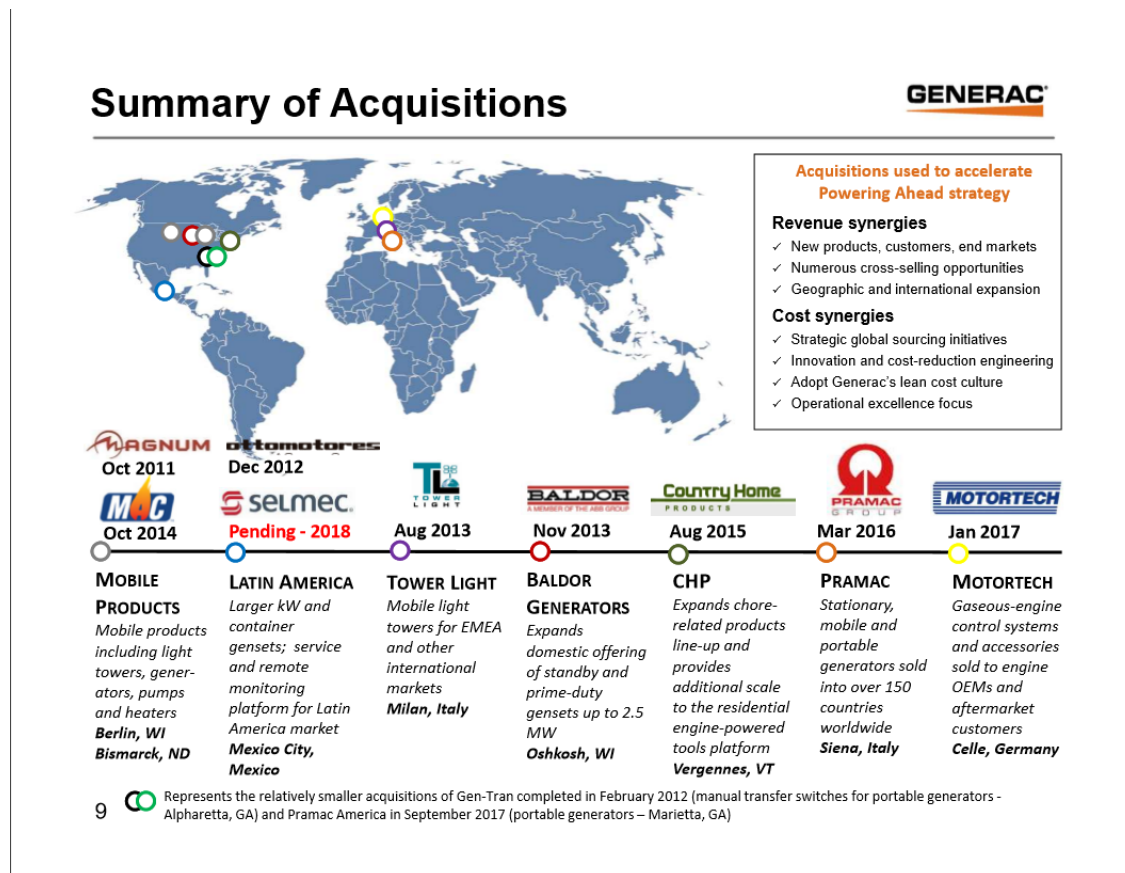 Summary of Acquisitions
GENERAC
Acquisitions used to accelerate
Powering Ahead strategy
Revenue synergies
✓ New products, customers, end markets
✓ Numerous cross-selling opportunities
✓ Geographic and international expansion
Cost synergies
✓ Strategic global sourcing initiatives
✓ Innovation and cost-reduction engineering
✓ Adopt Generac's lean cost culture
✓ Operational excellence focus
MAGNUM
Oct 2011
MAC
Oct 2014
MOBILE
PRODUCTS
Mobile products
including light
towers, gener-
ators, pumps
and heaters
Berlin, WI
Bismarck, ND
ottomotores
Dec 2012
selmec
Pending - 2018
LATIN AMERICA
Larger kW and
container
gensets; service
and remote
monitoring
platform for Latin
America market
Mexico City,
Mexico
TL
TOWER
LIGHT
Aug 2013
TOWER LIGHT
Mobile light
towers for EMEA
and other
international
markets
Milan, Italy
BALDOR
A MEMBER OF THE ABB GROUP
Nov 2013
BALDOR
GENERATORS
Expands
domestic offering
of standby and
prime-duty
gensets up to 2.5
MW
Oshkosh, WI
Country Home
PRODUCTS
Aug 2015
CHP
Expands chore-
related products
line-up and
provides
additional scale
to the residential
engine-powered
tools platform
Vergennes, VT
PRAMAC
GROUP
Mar 2016
PRAMAC
Stationary,
mobile and
portable
generators sold
into over 150
countries
worldwide
Siena, Italy
MOTORTECH
Jan 2017
MOTORTECH
Gaseous-engine
control systems
and accessories
sold to engine
OEMs and
aftermarket
customers
Celle, Germany
9
Represents the relatively smaller acquisitions of Gen-Tran completed in February 2012 (manual transfer switches for portable generators -
Alpharetta, GA) and Pramac America in September 2017 (portable generators – Marietta, GA)